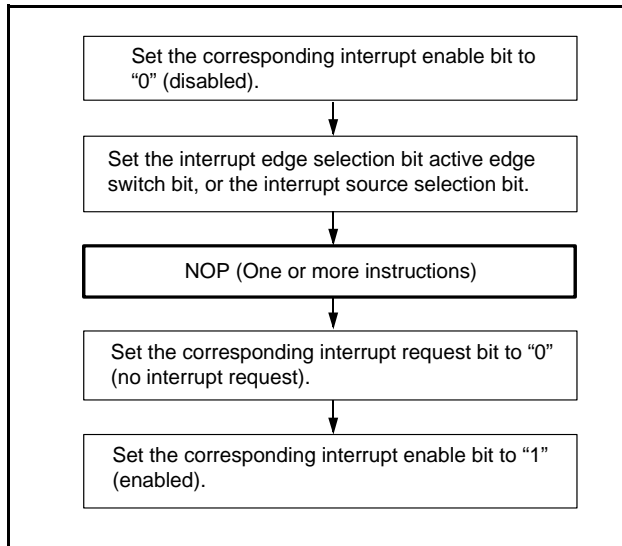 Set the corresponding interrupt enable bit to
“0” (disabled).
Set the interrupt edge selection bit active edge
switch bit, or the interrupt source selection bit.
NOP (One or more instructions)
Set the corresponding interrupt request bit to “0”
(no interrupt request).
Set the corresponding interrupt enable bit to “1”
(enabled).